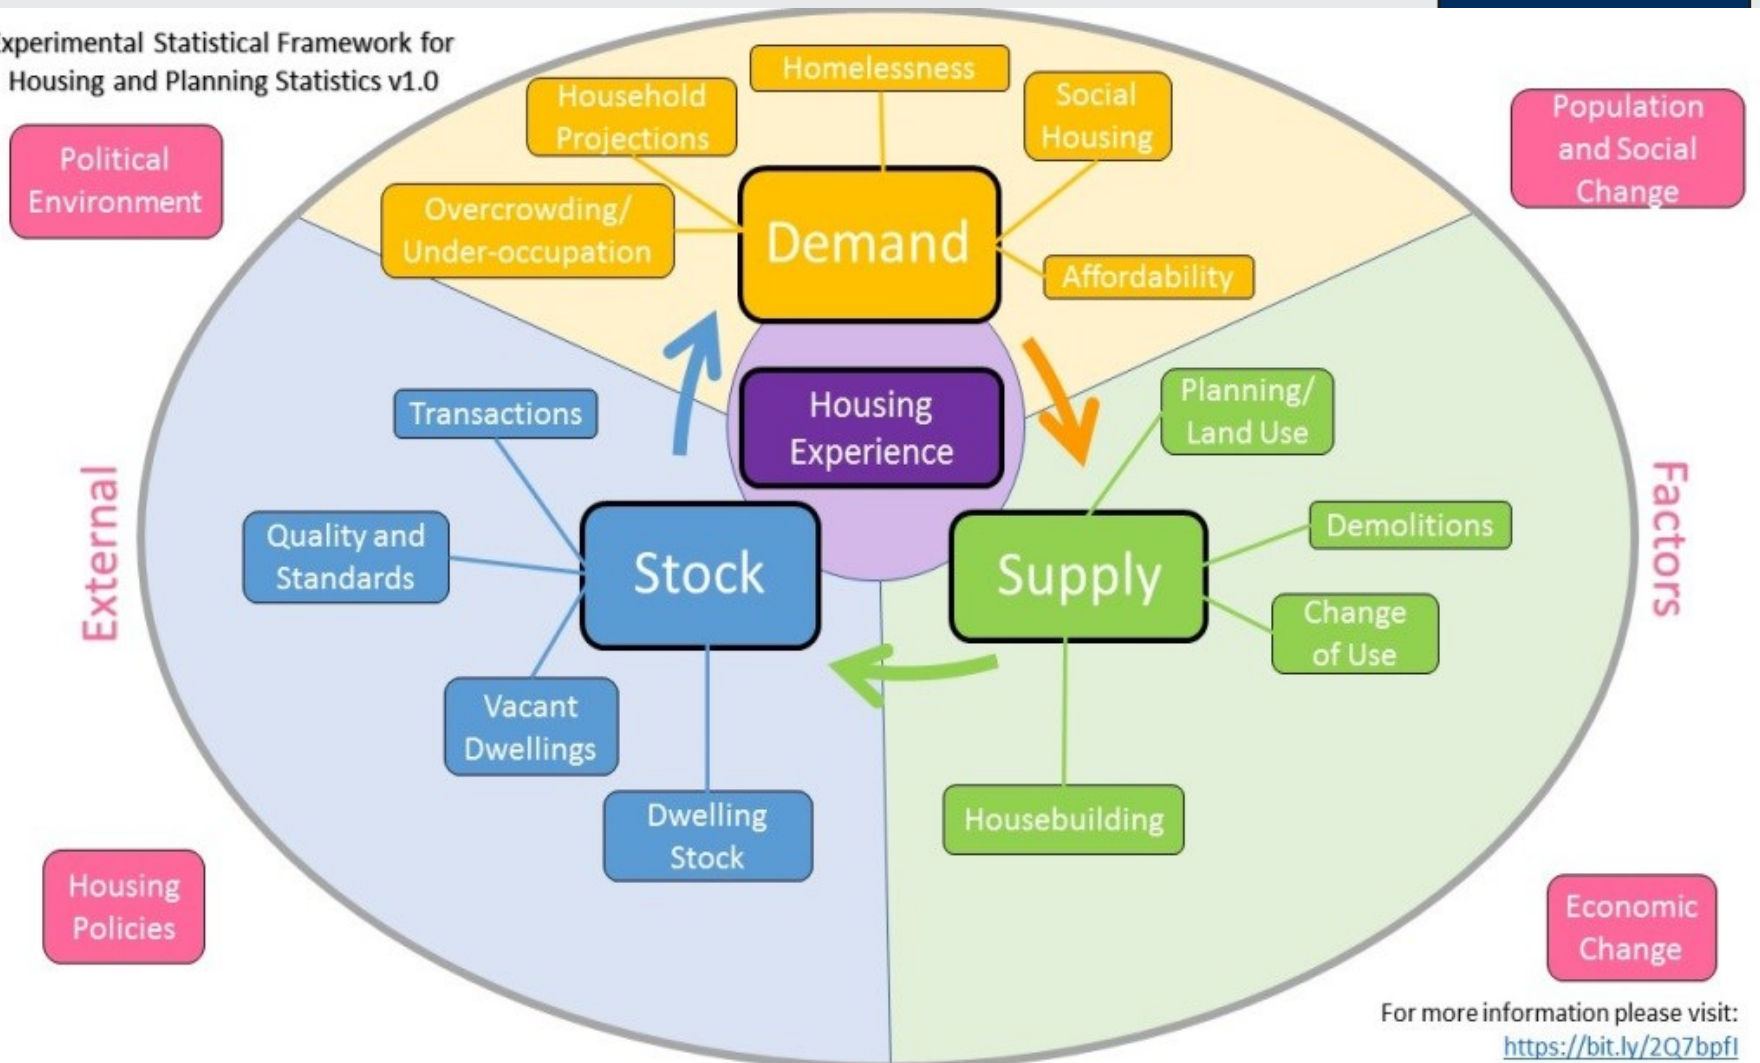 Experimental Statistical Framework for
Housing and Planning Statistics v1.0
Homelessness
Household
Projections
Social
Housing
Population
and Social
Change
Political
Environment
Overcrowding/
Under-occupation
Demand
Affordability
Housing
Experience
Planning/
Land Use
Transactions
External
Factors
Quality and
Standards
Stock
Supply
Demolitions
Change
of Use
Vacant
Dwellings
Dwelling
Stock
Housebuilding
Housing
Policies
Economic
Change
For more information please visit:
https://bit.ly/2Q7bpfI